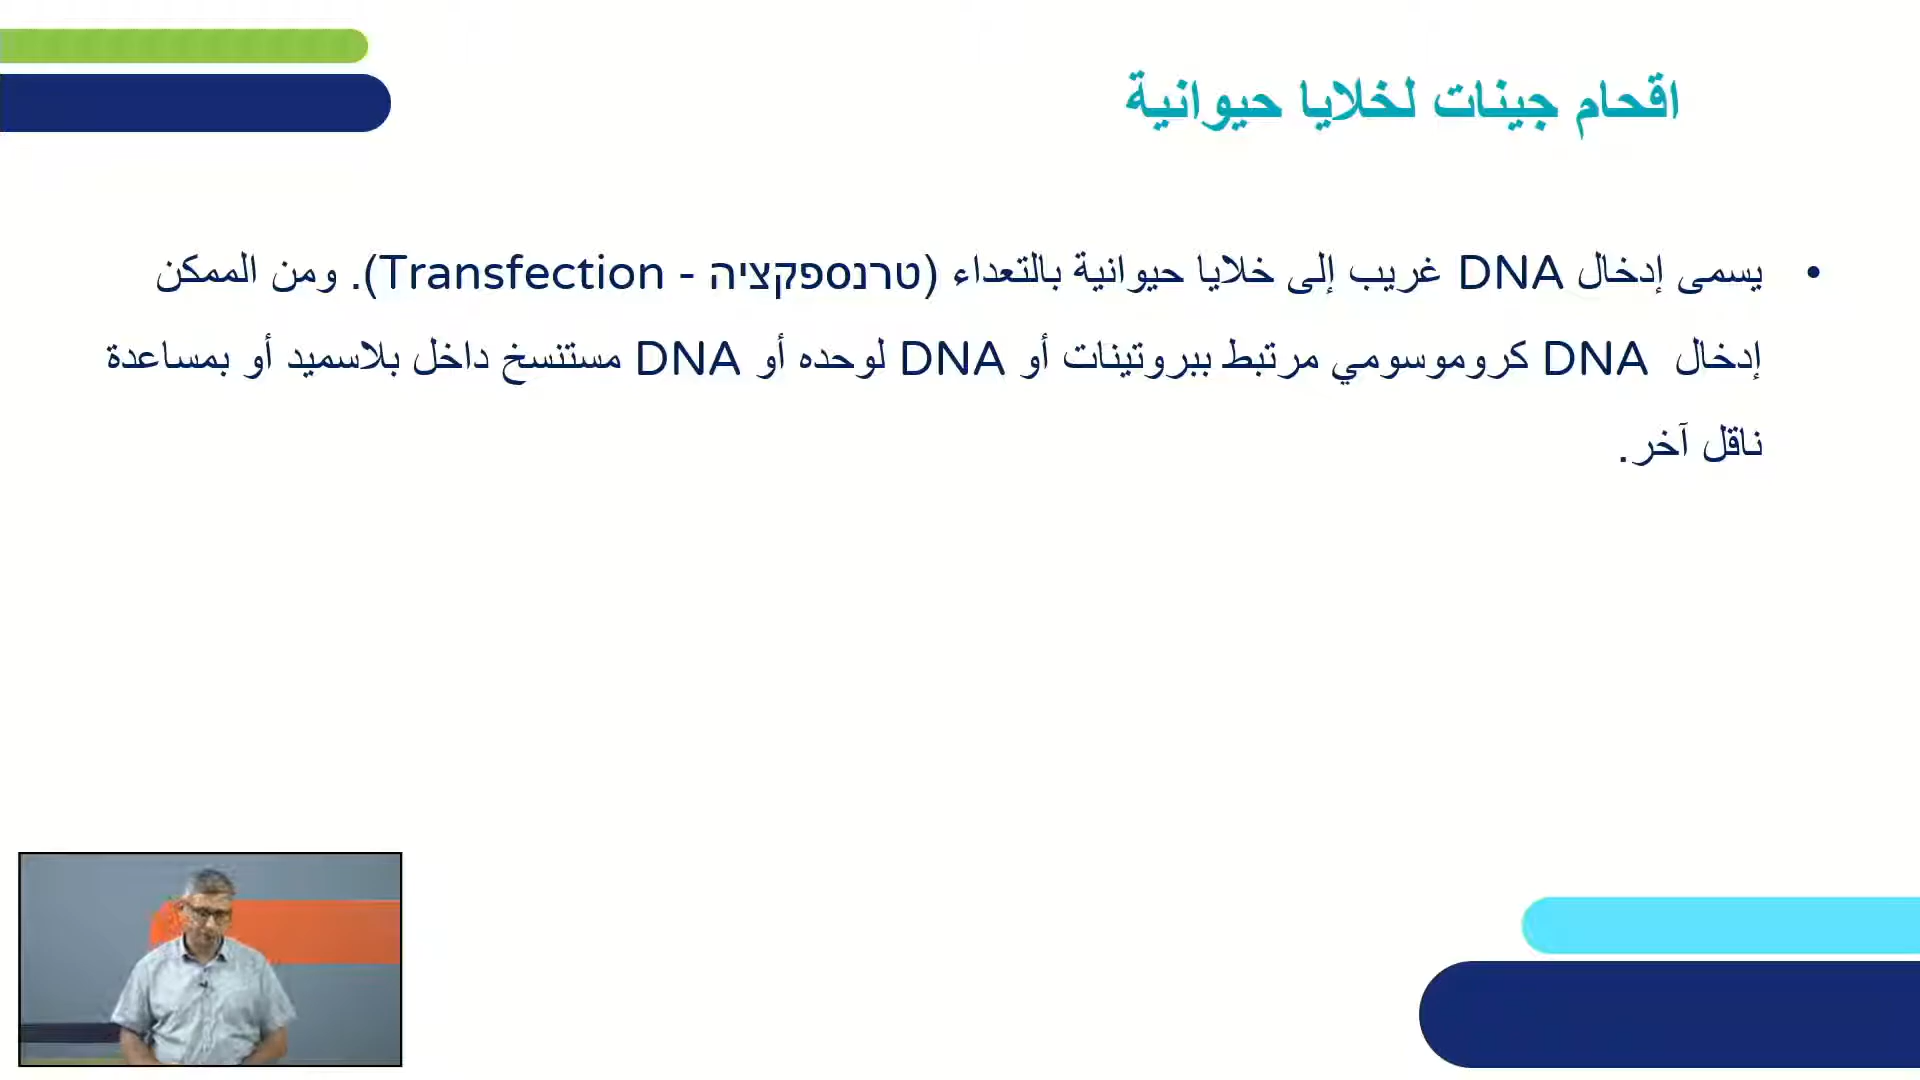 اقحام جينات لخلايا حيوانية
• يسمى إدخال DNA غريب إلى خلايا حيوانية بالتعداء (טרנספקציה - Transfection). ومن الممكن
إدخال DNA كروموسومي مرتبط ببروتينات أو DNA لوحده أو DNA مستنسخ داخل بلاسميد أو بمساعدة
ناقل آخر.